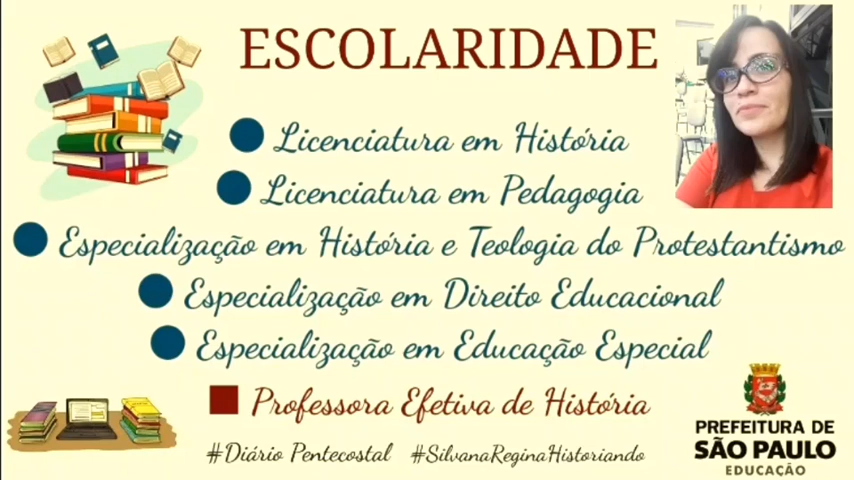 ESCOLARIDADE
Licenciatura em História
Licenciatura em Pedagogia
Especialização em História e Teologia do Protestantismo
Especialização em Direito Educacional
Especialização em Educação Especial
Professora Efetiva de História
#Diário Pentecostal #SilvanaReginaHistoriando
PREFEITURA DE
SÃO PAULO
EDUCAÇÃO